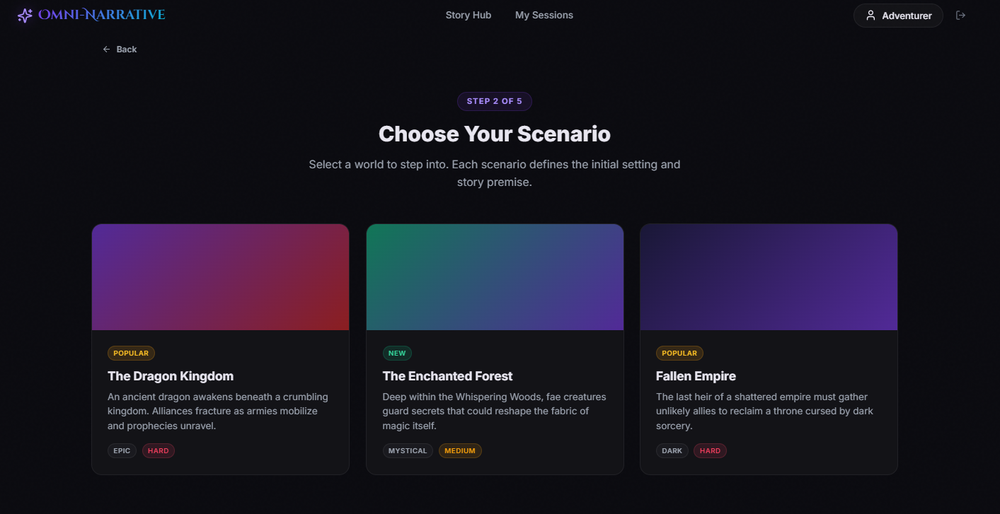 OMNI-NARRATIVE
Story Hub
My Sessions
Adventurer
Back
STEP 2 OF 5
Choose Your Scenario
Select a world to step into. Each scenario defines the initial setting and
story premise.
POPULAR
The Dragon Kingdom
An ancient dragon awakens beneath a crumbling
kingdom. Alliances fracture as armies mobilize
and prophecies unravel.
EPIC
HARD
NEW
The Enchanted Forest
Deep within the Whispering Woods, fae creatures
guard secrets that could reshape the fabric of
magic itself.
MYSTICAL
MEDIUM
POPULAR
Fallen Empire
The last heir of a shattered empire must gather
unlikely allies to reclaim a throne cursed by dark
sorcery.
DARK
HARD